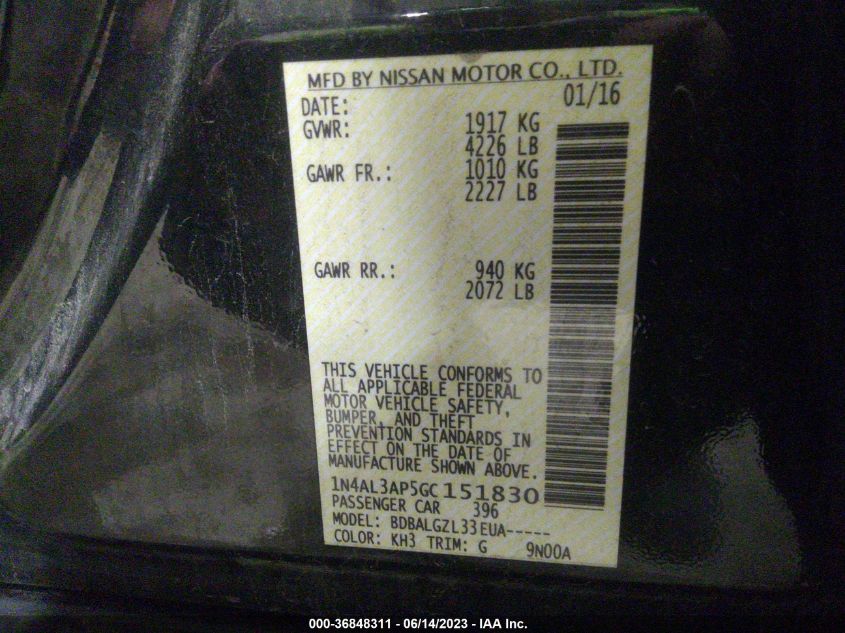 MFD BY NISSAN MOTOR CO., LTD.
DATE: 01/16
GVWR: 1917 KG
4226 LB
GAWR FR.: 1010 KG
2227 LB
GAWR RR.: 940 KG
2072 LB
THIS VEHICLE CONFORMS TO
ALL APPLICABLE FEDERAL
MOTOR VEHICLE SAFETY,
BUMPER, AND THEFT
PREVENTION STANDARDS IN
EFFECT ON THE DATE OF
MANUFACTURE SHOWN ABOVE.
1N4AL3AP5GC151830
PASSENGER CAR 396
MODEL: BDBALGZL33EUA-----
COLOR: KH3 TRIM: G 9N00A
000-36848311 - 06/14/2023 - IAA Inc.